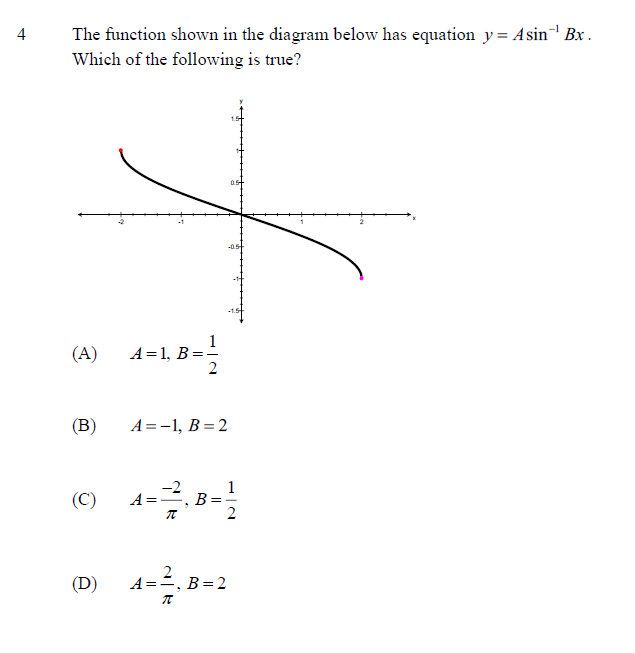 4 The function shown in the diagram below has equation y = A sin⁻¹ Bx .
Which of the following is true?
y
1.5
1
0.5
-2 -1 1 2 x
-0.5
-1
-1.5
(A) A = 1, B = 1/2
(B) A = −1, B = 2
(C) A = −2/π, B = 1/2
(D) A = 2/π, B = 2